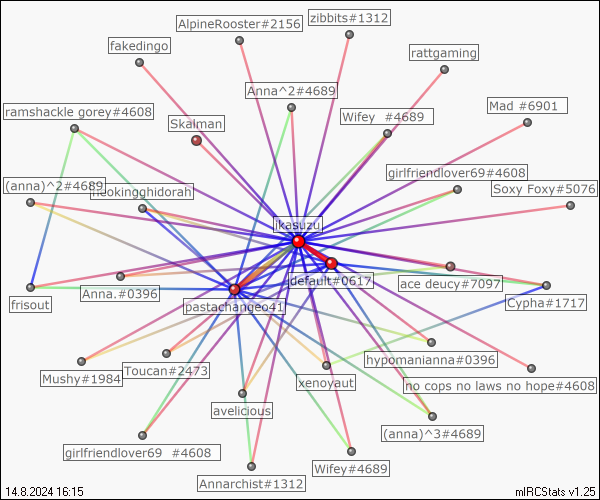 zibbits#1312
AlpineRooster#2156
fakedingo
rattgaming
Anna^2#4689
Mad #6901
ramshackle gorey#4608
Wifey #4689
Skalman
girlfriendlover69#4608
(anna)^2#4689
neokingghidorah
Soxy Foxy#5076
ikasuzu
default#0617
ace deucy#7097
Anna.#0396
frisout
pastachangeo41
Cypha#1717
hypomanianna#0396
Toucan#2473
Mushy#1984
xenoyaut
no cops no laws no hope#4608
avelicious
(anna)^3#4689
girlfriendlover69 #4608
Wifey#4689
Annarchist#1312
14.8.2024 16:15
mIRCStats v1.25